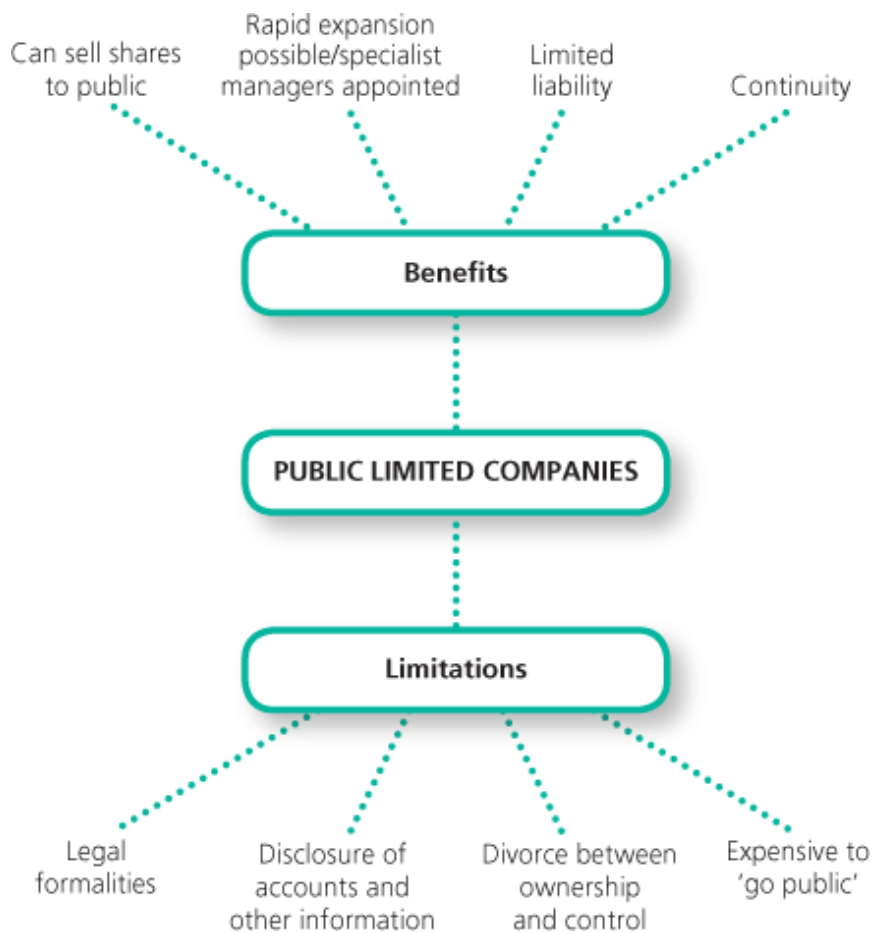 Can sell shares
to public
Rapid expansion
possible/specialist
managers appointed
Limited
liability
Continuity
Benefits
PUBLIC LIMITED COMPANIES
Limitations
Legal
formalities
Disclosure of
accounts and
other information
Divorce between
ownership
and control
Expensive to
‘go public’